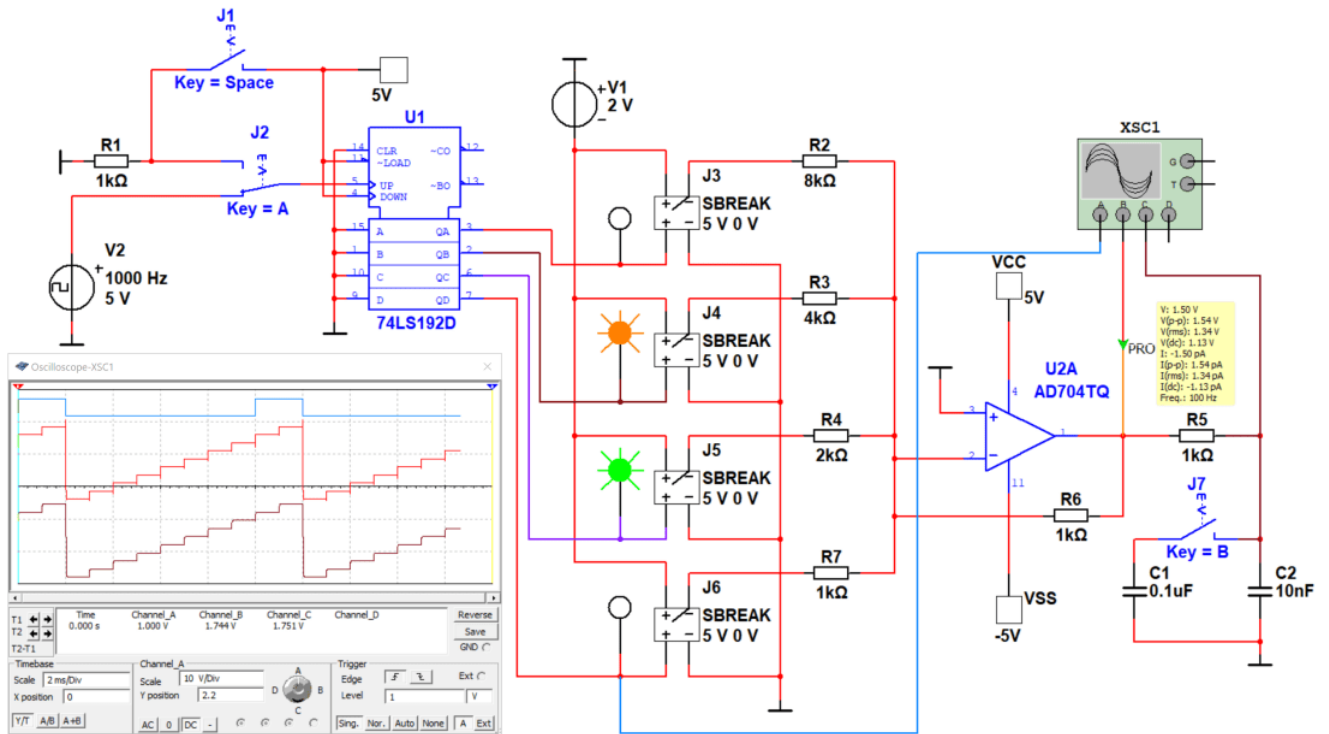 J1
Key = Space
5V
R1
1kΩ
J2
Key = A
V2
1000 Hz
5 V
U1
14 CLR ~CO 12
11 ~LOAD
~BO 13
5 UP
4 DOWN
15 A QA 3
1 B QB 2
10 C QC 6
9 D QD 7
74LS192D
V1
2 V
J3
SBREAK
5 V 0 V
J4
SBREAK
5 V 0 V
J5
SBREAK
5 V 0 V
J6
SBREAK
5 V 0 V
R2
8kΩ
R3
4kΩ
R4
2kΩ
R7
1kΩ
XSC1
G
T
A B C D
VCC
5V
U2A
AD704TQ
3
2
4
1
11
VSS
-5V
V: 1.50 V
V(p-p): 1.54 V
V(rms): 1.34 V
V(dc): 1.13 V
I: -1.50 pA
I(p-p): 1.54 pA
I(rms): 1.34 pA
I(dc): -1.13 pA
Freq.: 100 Hz
PRO
R5
1kΩ
R6
1kΩ
J7
Key = B
C1
0.1uF
C2
10nF
Oscilloscope-XSC1
Time Channel_A Channel_B Channel_C Channel_D
T1 0.000 s 1.000 V 1.744 V 1.751 V
T2
T2-T1
Reverse
Save
GND
Timebase
Scale 2 ms/Div
X position 0
Y/T A/B A+B
Channel_A
Scale 10 V/Div
Y position 2.2
AC 0 DC -
A
B
C
D
Trigger
Edge Ext
Level 1 V
Sing. Nor. Auto None A Ext